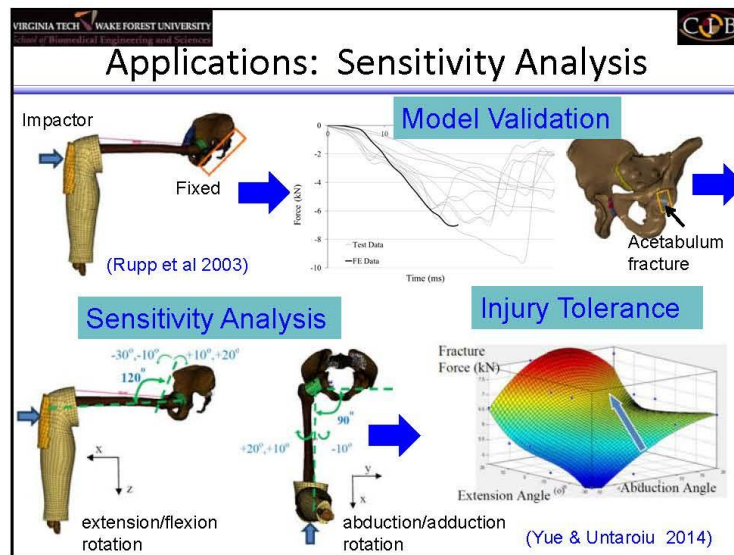 VIRGINIA TECH WAKE FOREST UNIVERSITY
School of Biomedical Engineering and Sciences
CIB
Applications: Sensitivity Analysis
Impactor
Fixed
(Rupp et al 2003)
Model Validation
0
10
-2
-4
-6
-8
-10
Force (kN)
Test Data
FE Data
Time (ms)
Acetabulum
fracture
Sensitivity Analysis
-30°,-10°
+10°,+20°
120°
x
z
extension/flexion
rotation
90°
+20°,+10°
-10°
y
x
abduction/adduction
rotation
Injury Tolerance
Fracture
Force (kN)
Extension Angle (o)
Abduction Angle
(Yue & Untaroiu 2014)